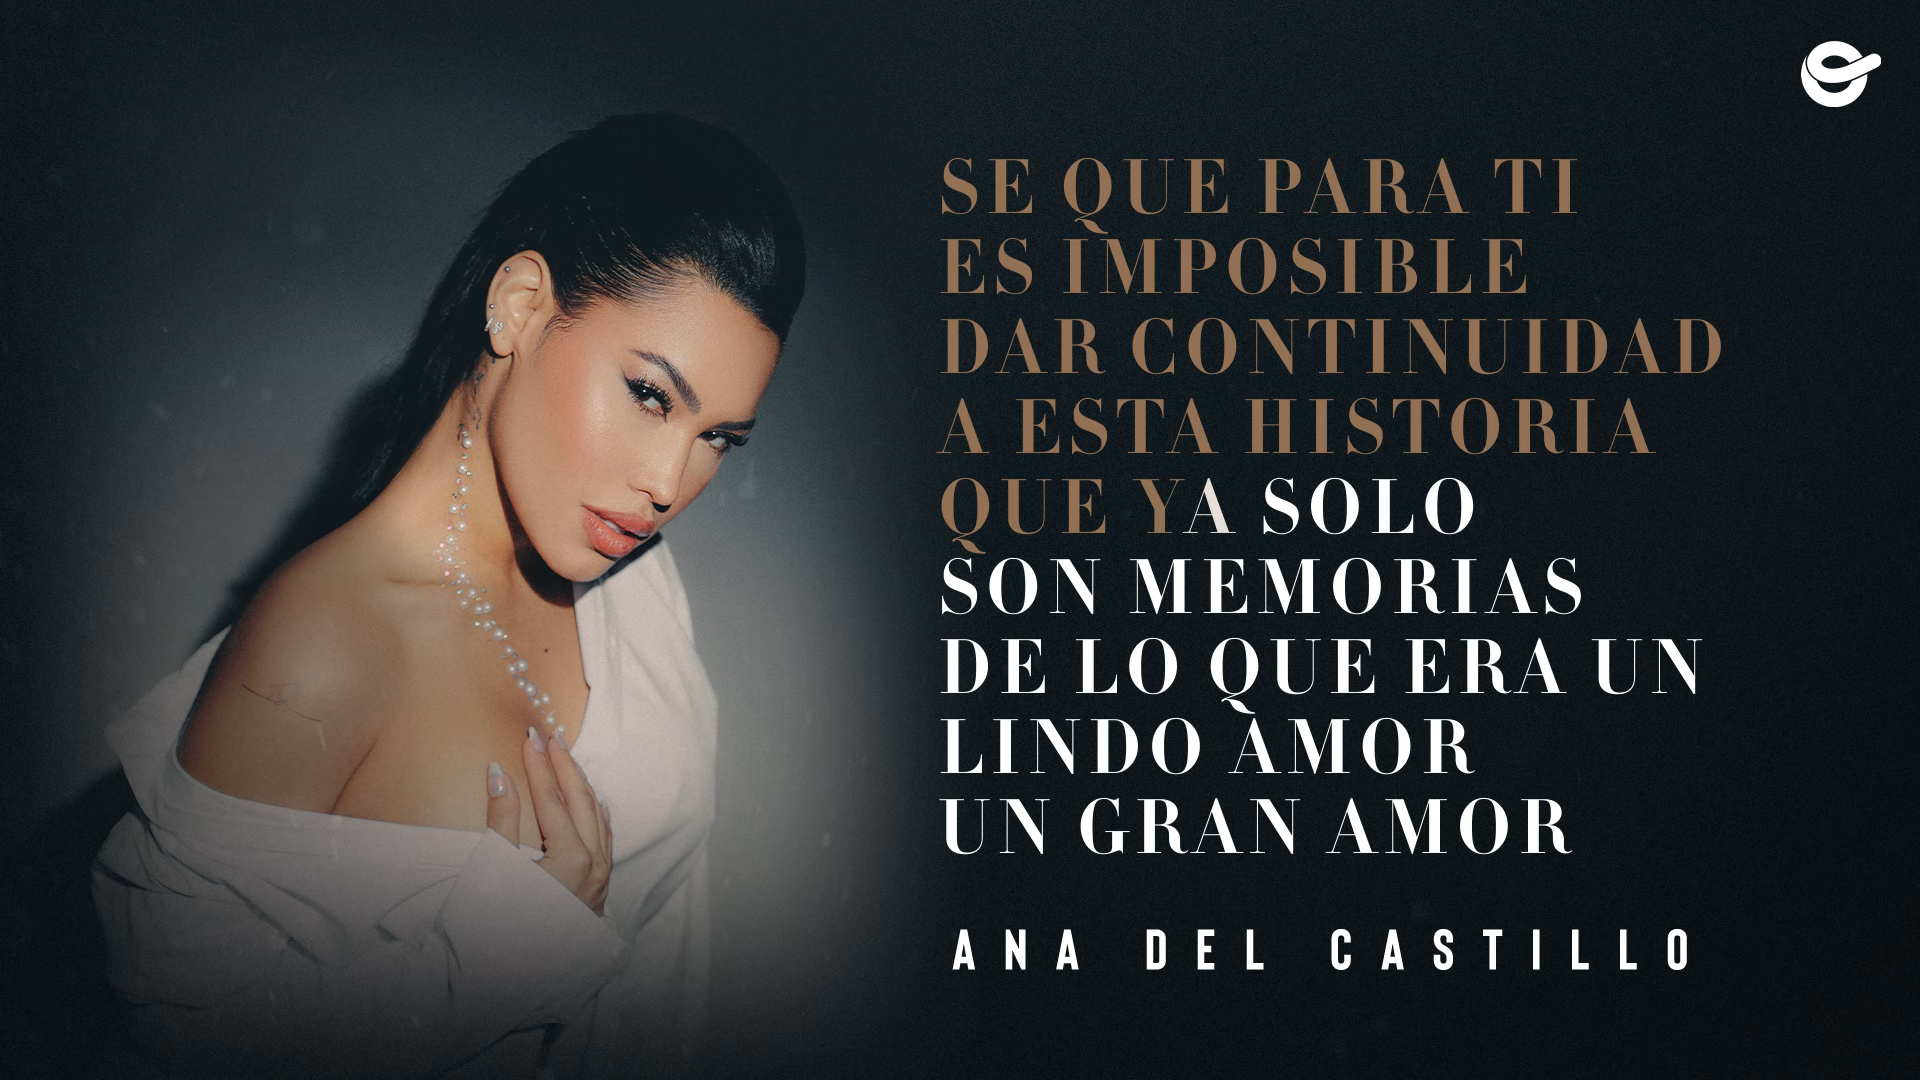 SE QUE PARA TI
ES IMPOSIBLE
DAR CONTINUIDAD
A ESTA HISTORIA
QUE YA SOLO
SON MEMORIAS
DE LO QUE ERA UN
LINDO AMOR
UN GRAN AMOR
ANA DEL CASTILLO